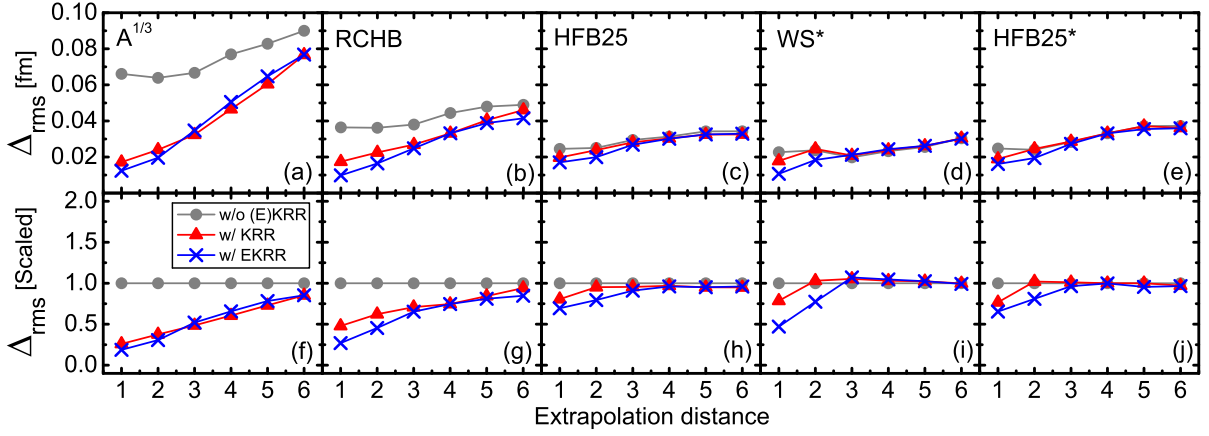 0.10
0.08
0.06
0.04
0.02
Δrms [fm]
A1/3
(a)
RCHB
(b)
HFB25
(c)
WS*
(d)
HFB25*
(e)
2.0
1.5
1.0
0.5
0.0
Δrms [Scaled]
w/o (E)KRR
w/ KRR
w/ EKRR
(f)
(g)
(h)
(i)
(j)
1 2 3 4 5 6 1 2 3 4 5 6 1 2 3 4 5 6 1 2 3 4 5 6 1 2 3 4 5 6
Extrapolation distance